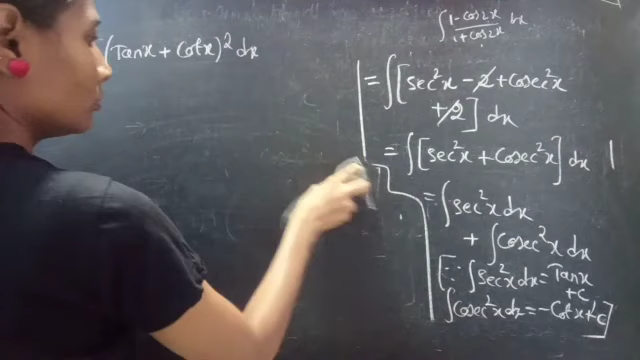 ∫(Tanx + Cotx)² dx
∫ 1-cos2x / 1+cos2x dx
= ∫[sec²x - 2 + cosec²x
+2] dx
= ∫[sec²x + cosec²x] dx
= ∫sec²x dx
+ ∫cosec²x dx
[∵ ∫sec²x dx = Tanx
+c
∫cosec²x dx = -Cotx+c]